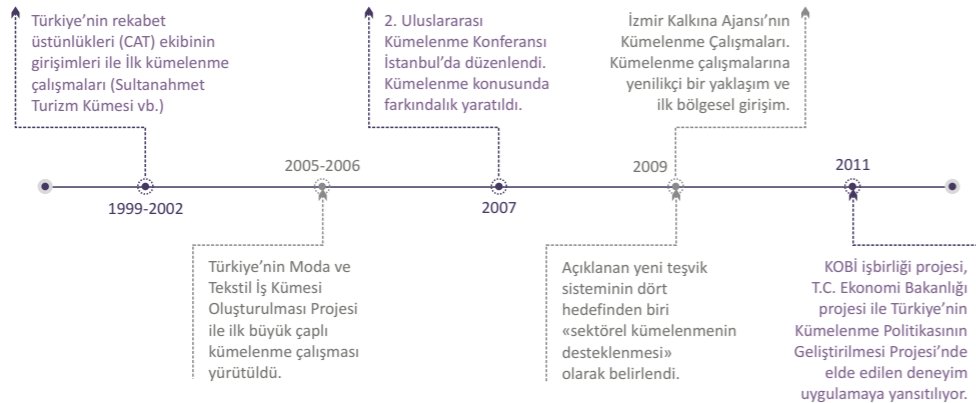 Türkiye'nin rekabet
üstünlükleri (CAT) ekibinin
girişimleri ile İlk kümelenme
çalışmaları (Sultanahmet
Turizm Kümesi vb.)
2. Uluslararası
Kümelenme Konferansı
İstanbul'da düzenlendi.
Kümelenme konusunda
farkındalık yaratıldı.
İzmir Kalkına Ajansı'nın
Kümelenme Çalışmaları.
Kümelenme çalışmalarına
yenilikçi bir yaklaşım ve
ilk bölgesel girişim.
1999-2002
2005-2006
2007
2009
2011
Türkiye'nin Moda ve
Tekstil İş Kümesi
Oluşturulması Projesi
ile ilk büyük çaplı
kümelenme çalışması
yürütüldü.
Açıklanan yeni teşvik
sisteminin dört
hedefinden biri
«sektörel kümelenmenin
desteklenmesi»
olarak belirlendi.
KOBİ işbirliği projesi,
T.C. Ekonomi Bakanlığı
projesi ile Türkiye'nin
Kümelenme Politikasının
Geliştirilmesi Projesi'nde
elde edilen deneyim
uygulamaya yansıtılıyor.